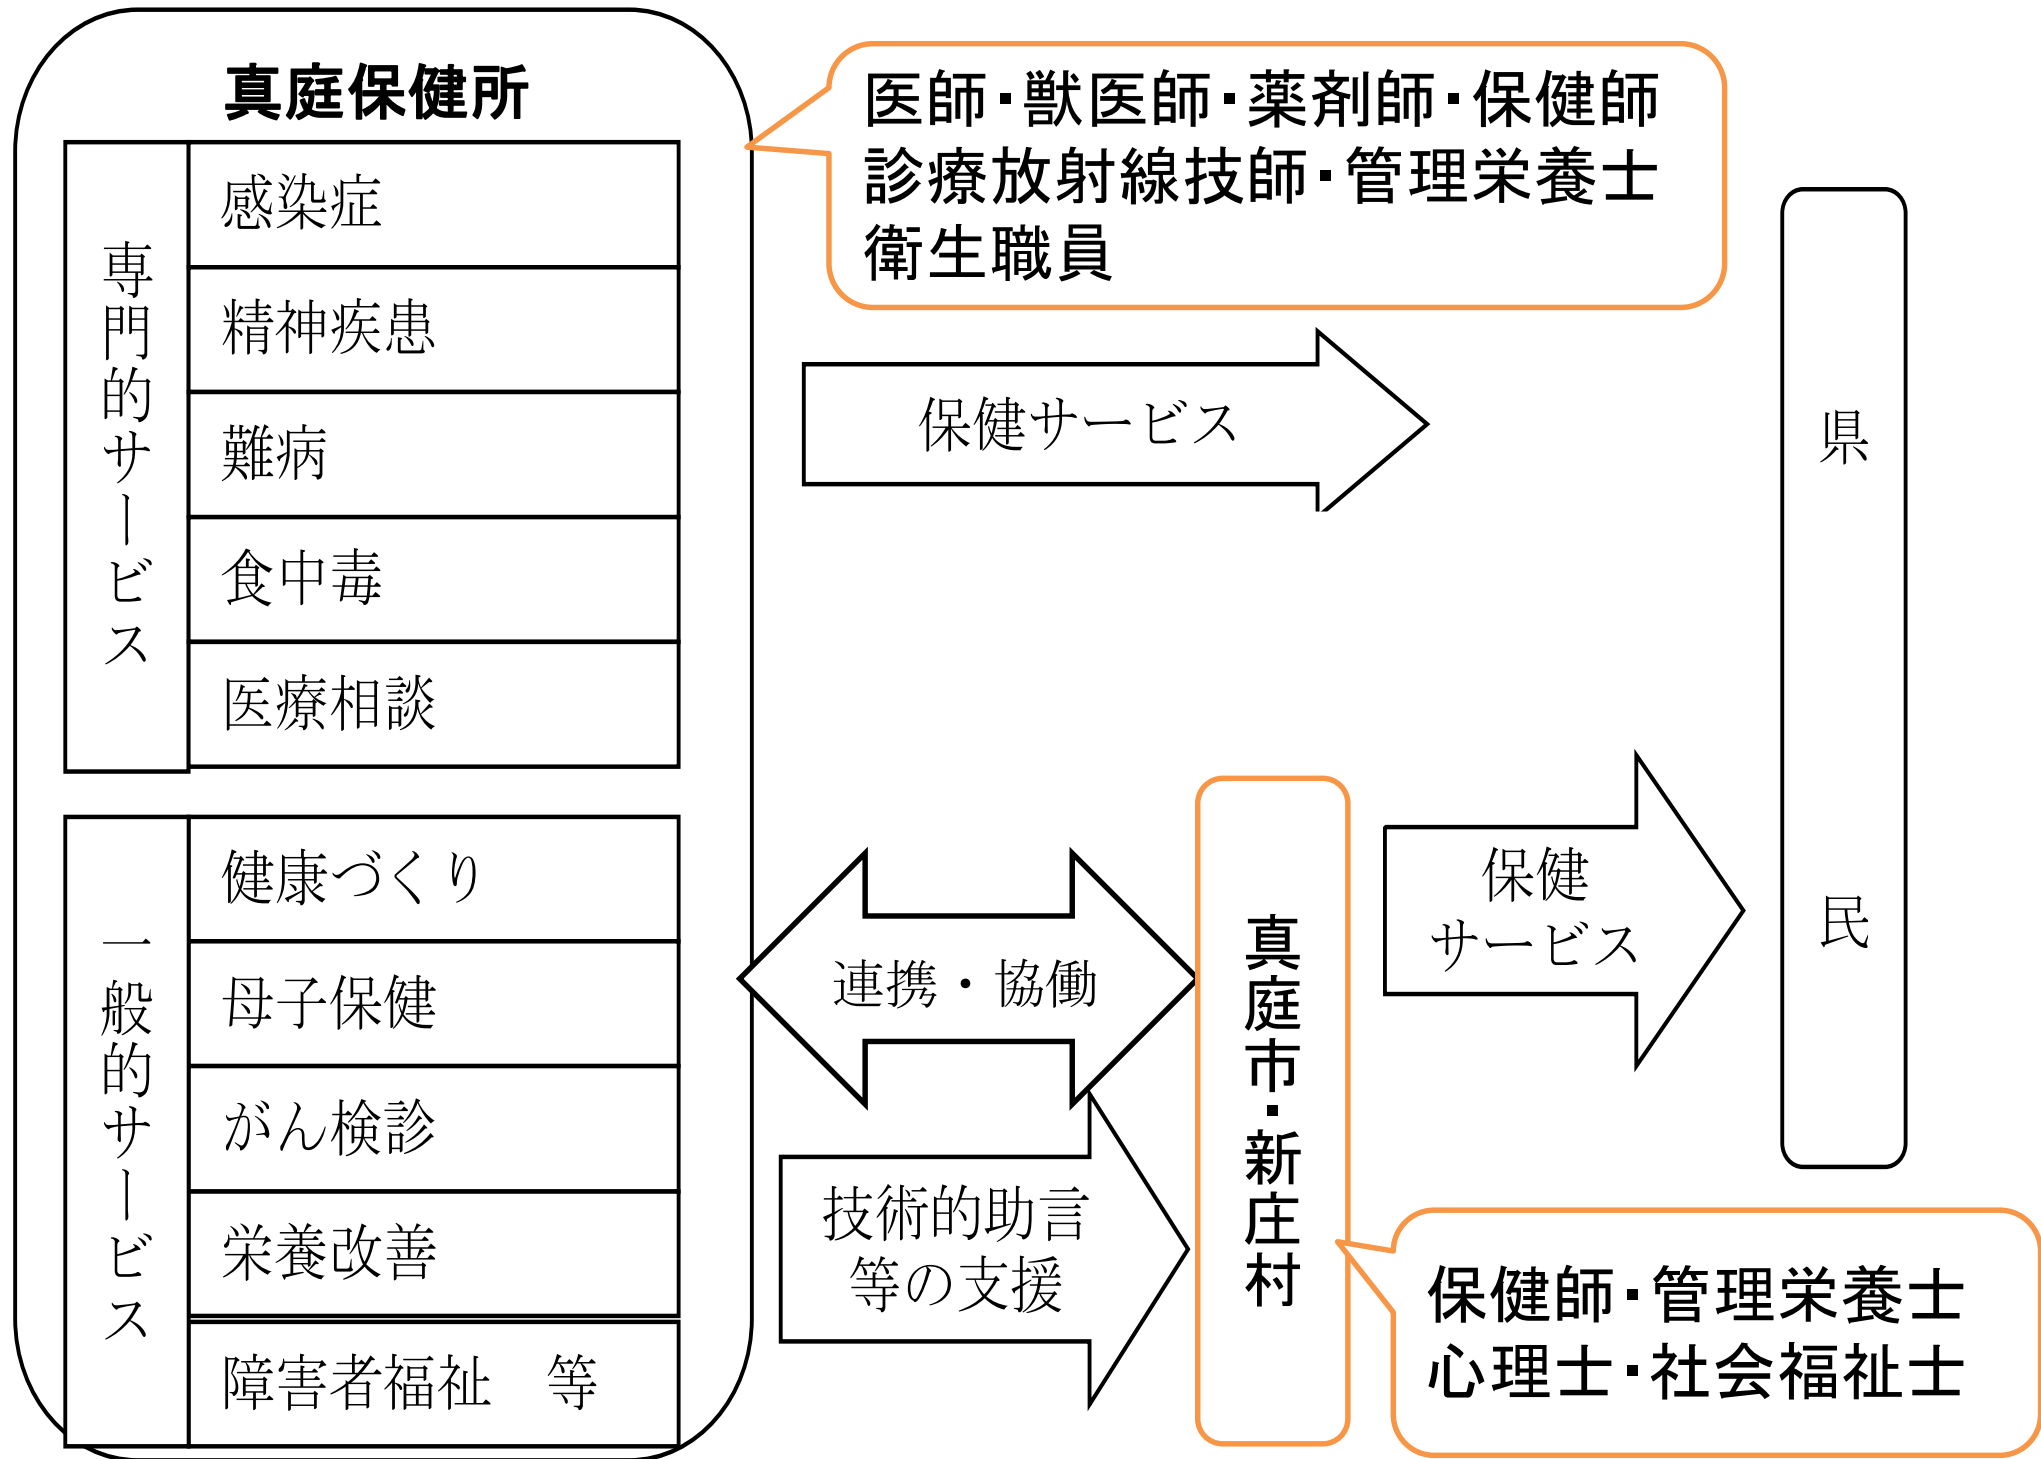 真庭保健所
専門的サービス
感染症
精神疾患
難病
食中毒
医療相談
一般的サービス
健康づくり
母子保健
がん検診
栄養改善
障害者福祉　等
医師・獣医師・薬剤師・保健師
診療放射線技師・管理栄養士
衛生職員
保健サービス
連携・協働
技術的助言
等の支援
真庭市・新庄村
保健
サービス
県民
保健師・管理栄養士
心理士・社会福祉士